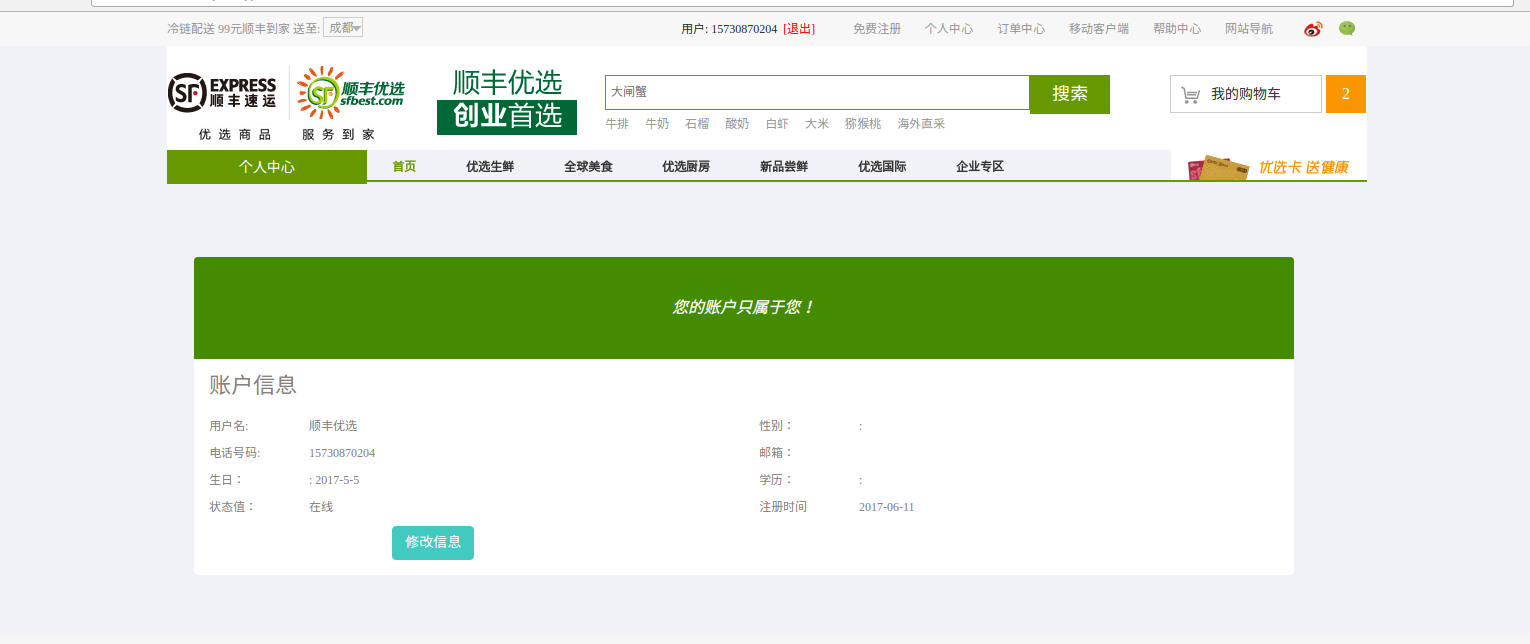 冷链配送 99元顺丰到家 送至: 成都
用户: 15730870204 [退出] 免费注册 个人中心 订单中心 移动客户端 帮助中心 网站导航
SF EXPRESS
顺丰速运
SF 顺丰优选
sfbest.com
优选商品 服务到家
顺丰优选
创业首选
大闸蟹 搜索
牛排 牛奶 石榴 酸奶 白虾 大米 猕猴桃 海外直采
我的购物车 2
个人中心 首页 优选生鲜 全球美食 优选厨房 新品尝鲜 优选国际 企业专区
优选卡 送健康
您的账户只属于您！
账户信息
用户名: 顺丰优选 性别： :
电话号码: 15730870204 邮箱：
生日： : 2017-5-5 学历： :
状态值： 在线 注册时间 2017-06-11
修改信息